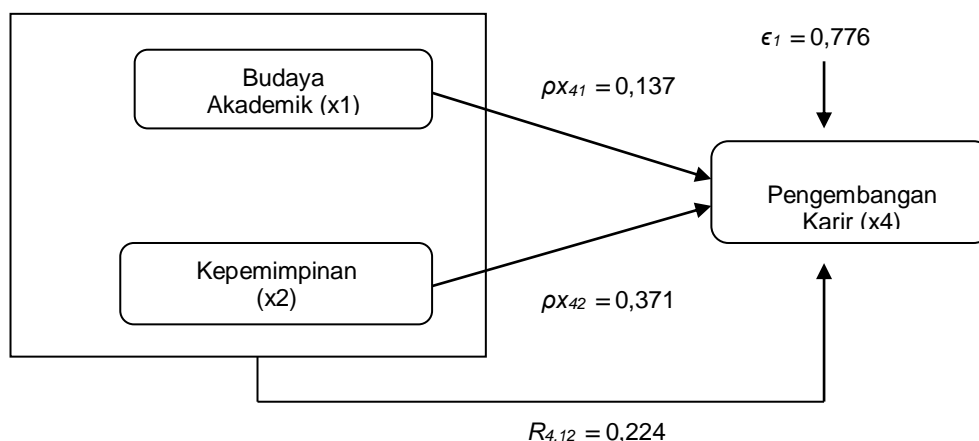 ϵ₁ = 0,776
Budaya
Akademik (x1)
ρx₄₁ = 0,137
Pengembangan
Karir (x4)
Kepemimpinan
(x2)
ρx₄₂ = 0,371
R₄.₁₂ = 0,224